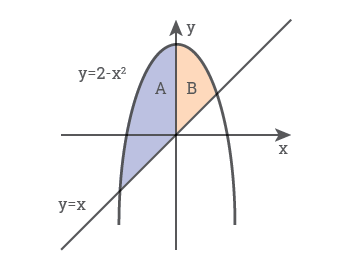 y
y=2-x²
A B
x
y=x